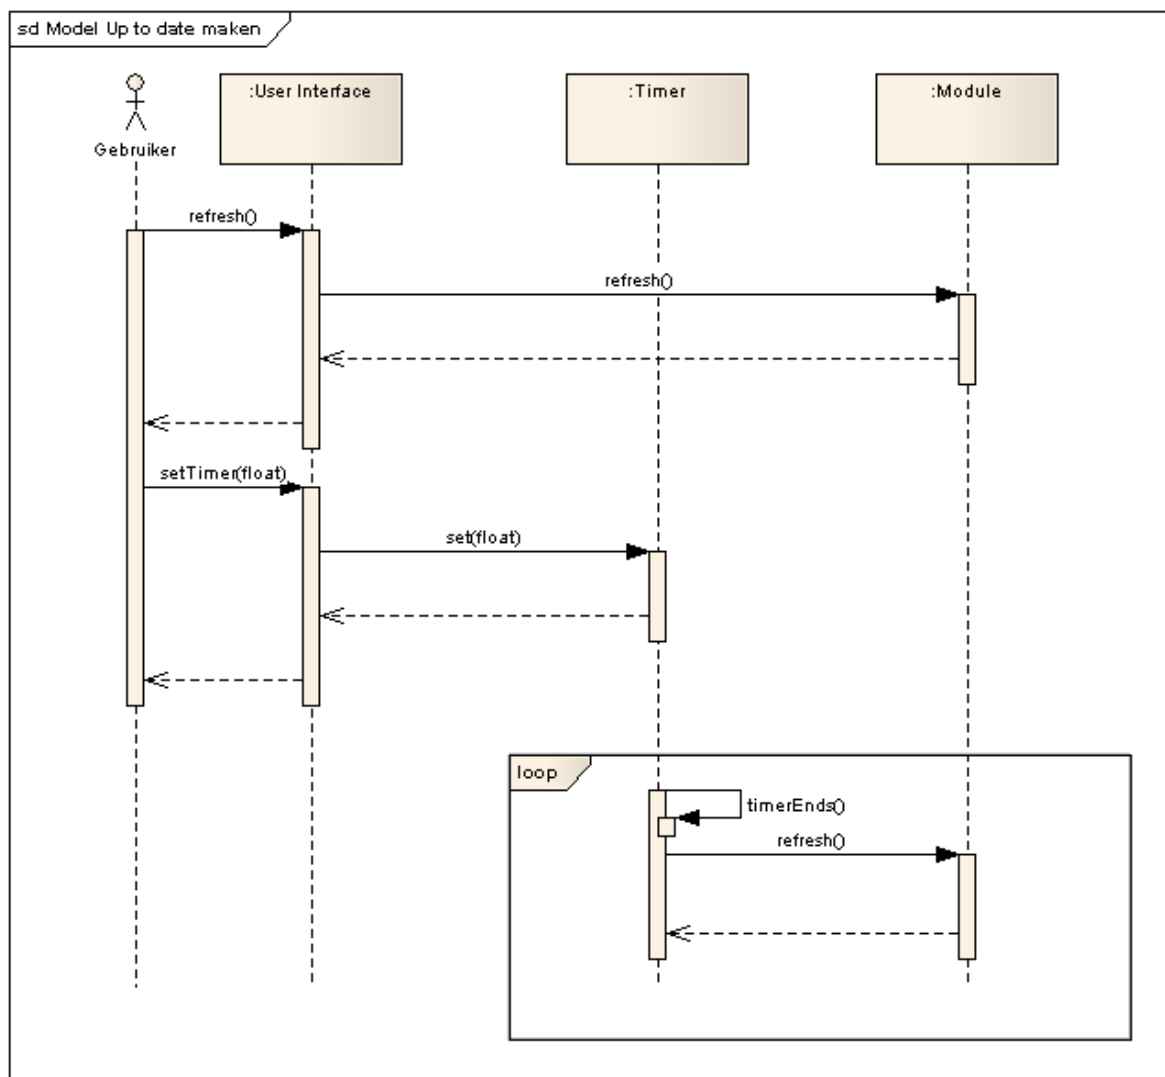 sd Model Up to date maken
:User Interface
:Timer
:Module
Gebruiker
refresh()
refresh()
setTimer(float)
set(float)
loop
timerEnds()
refresh()